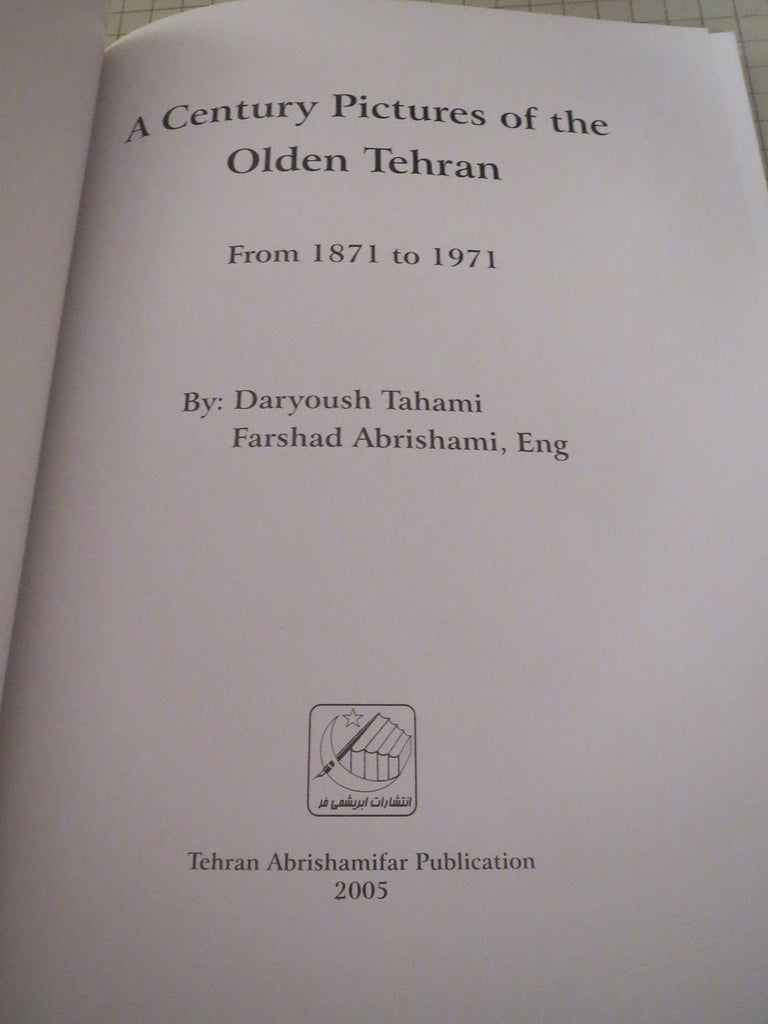 A Century Pictures of the
Olden Tehran
From 1871 to 1971
By: Daryoush Tahami
Farshad Abrishami, Eng
انتشارات ابریشمی فر
Tehran Abrishamifar Publication
2005